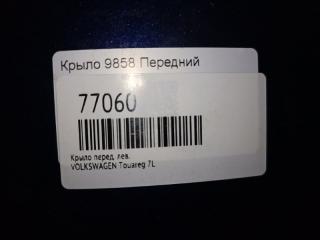 Крыло 9858 Передний
77060
Крыло перед. лев.
VOLKSWAGEN Touareg 7L